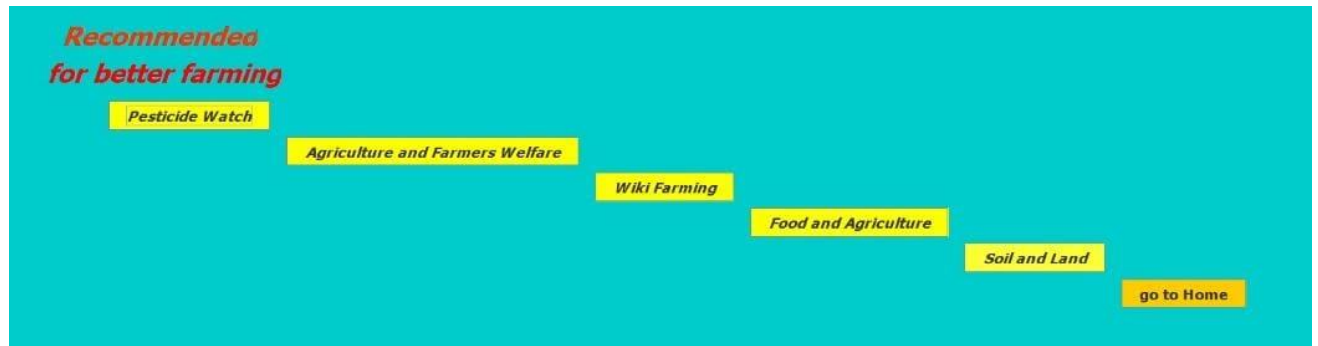 Recommended
for better farming
Pesticide Watch
Agriculture and Farmers Welfare
Wiki Farming
Food and Agriculture
Soil and Land
go to Home